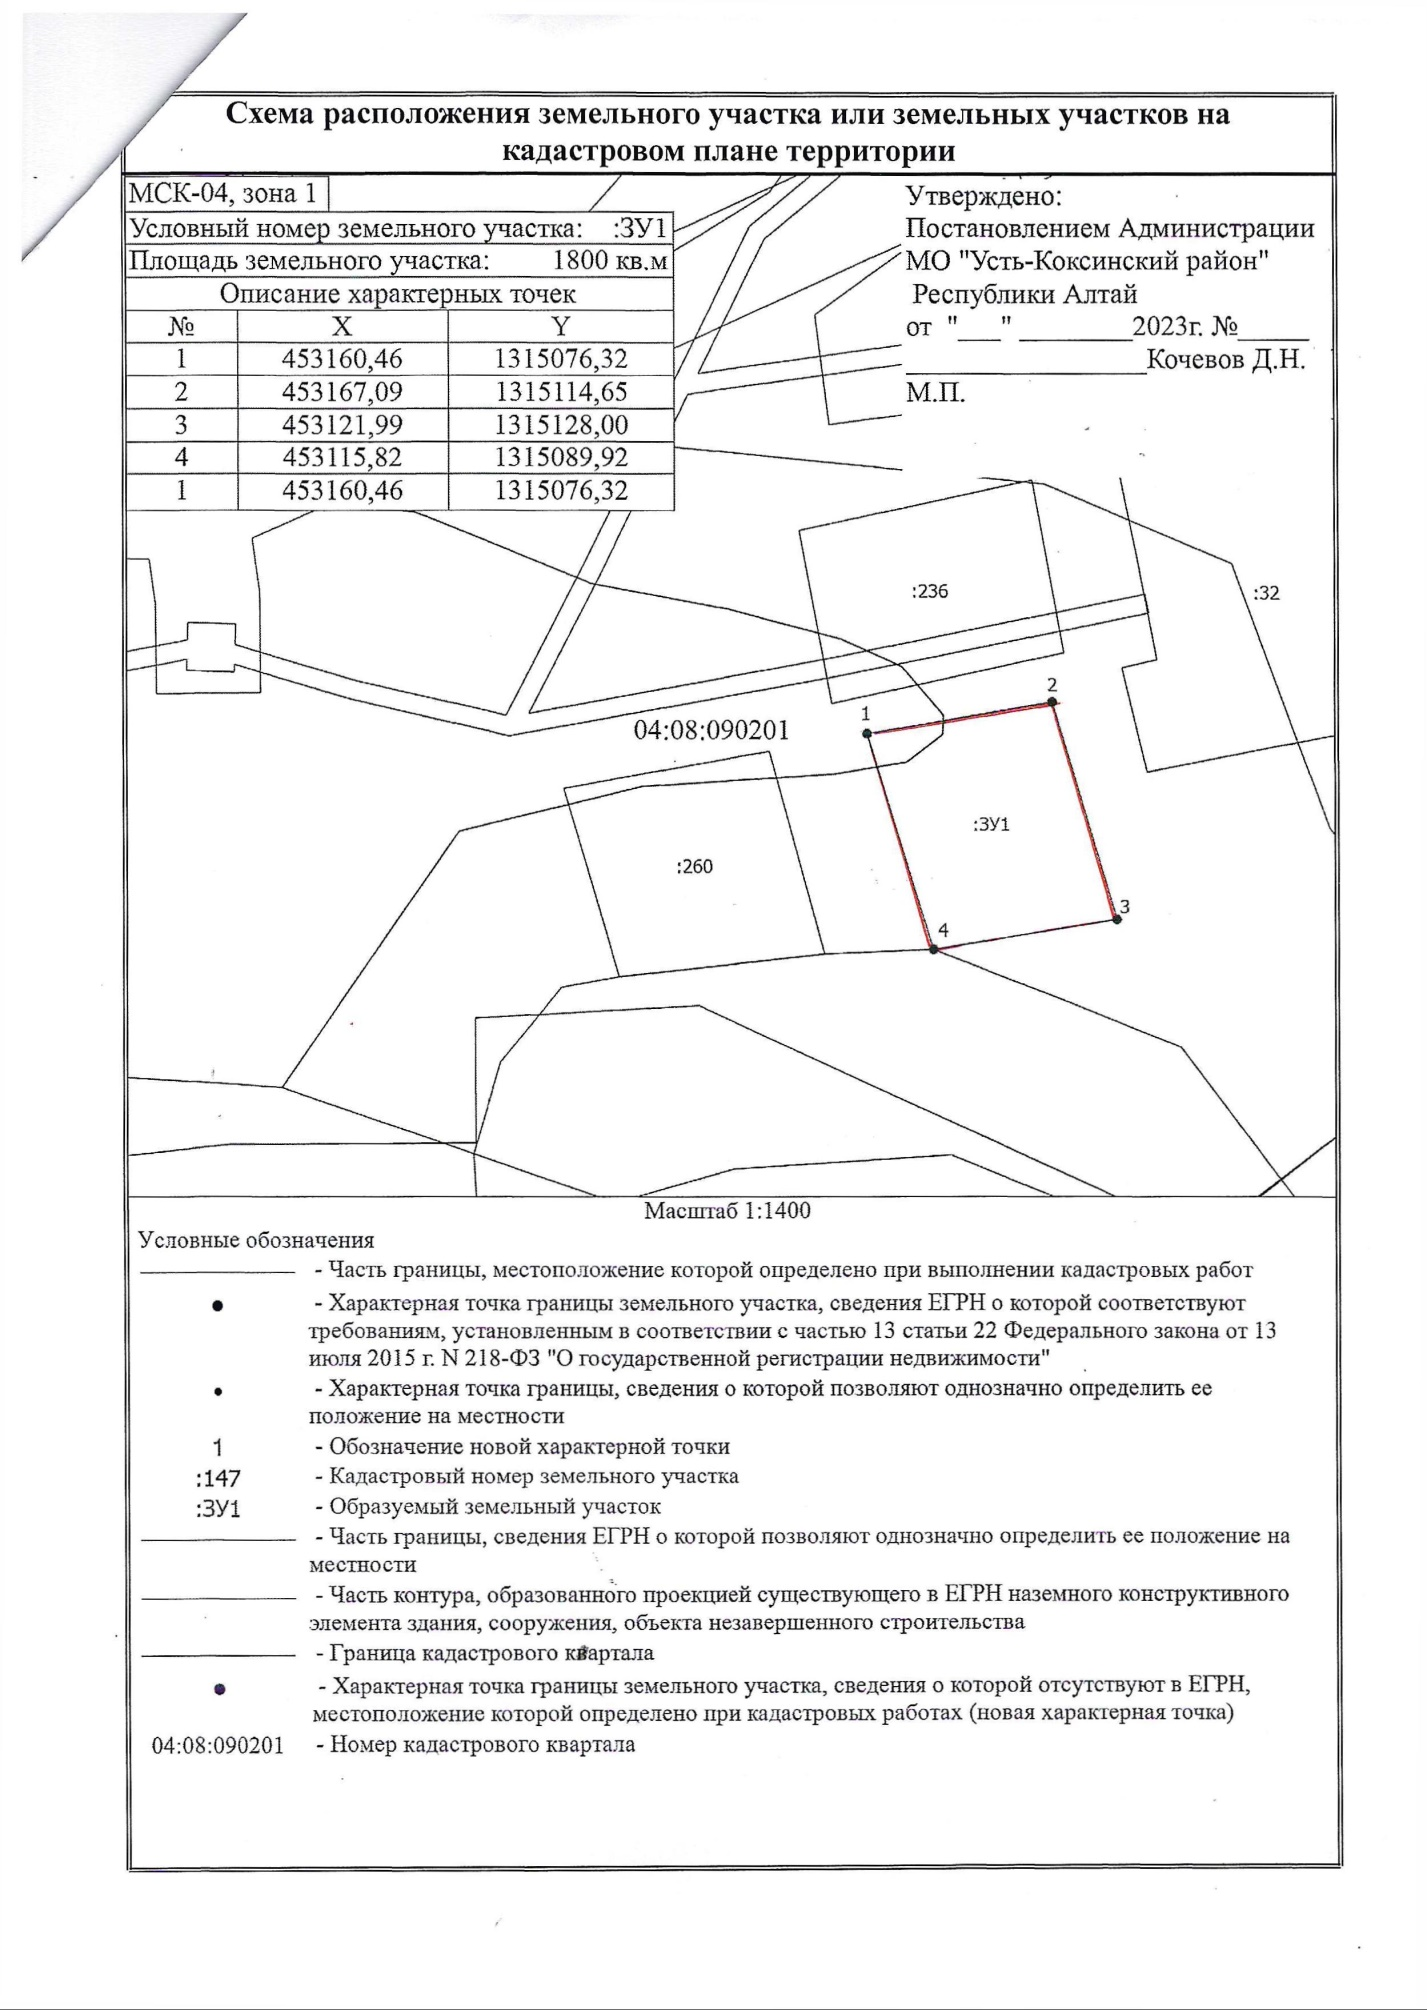 Схема расположения земельного участка или земельных участков на
кадастровом плане территории
МСК-04, зона 1
Условный номер земельного участка: :ЗУ1
Площадь земельного участка: 1800 кв.м
Описание характерных точек
№ X Y
1 453160,46 1315076,32
2 453167,09 1315114,65
3 453121,99 1315128,00
4 453115,82 1315089,92
1 453160,46 1315076,32
Утверждено:
Постановлением Администрации
МО "Усть-Коксинский район"
Республики Алтай
от "___" ________2023г. №_____
_________________Кочевов Д.Н.
М.П.
:236
:32
2
1
04:08:090201
:ЗУ1
:260
3
4
Масштаб 1:1400
Условные обозначения
- Часть границы, местоположение которой определено при выполнении кадастровых работ
- Характерная точка границы земельного участка, сведения ЕГРН о которой соответствуют
требованиям, установленным в соответствии с частью 13 статьи 22 Федерального закона от 13
июля 2015 г. N 218-ФЗ "О государственной регистрации недвижимости"
- Характерная точка границы, сведения о которой позволяют однозначно определить ее
положение на местности
1 - Обозначение новой характерной точки
:147 - Кадастровый номер земельного участка
:ЗУ1 - Образуемый земельный участок
- Часть границы, сведения ЕГРН о которой позволяют однозначно определить ее положение на
местности
- Часть контура, образованного проекцией существующего в ЕГРН наземного конструктивного
элемента здания, сооружения, объекта незавершенного строительства
- Граница кадастрового квартала
- Характерная точка границы земельного участка, сведения о которой отсутствуют в ЕГРН,
местоположение которой определено при кадастровых работах (новая характерная точка)
04:08:090201 - Номер кадастрового квартала